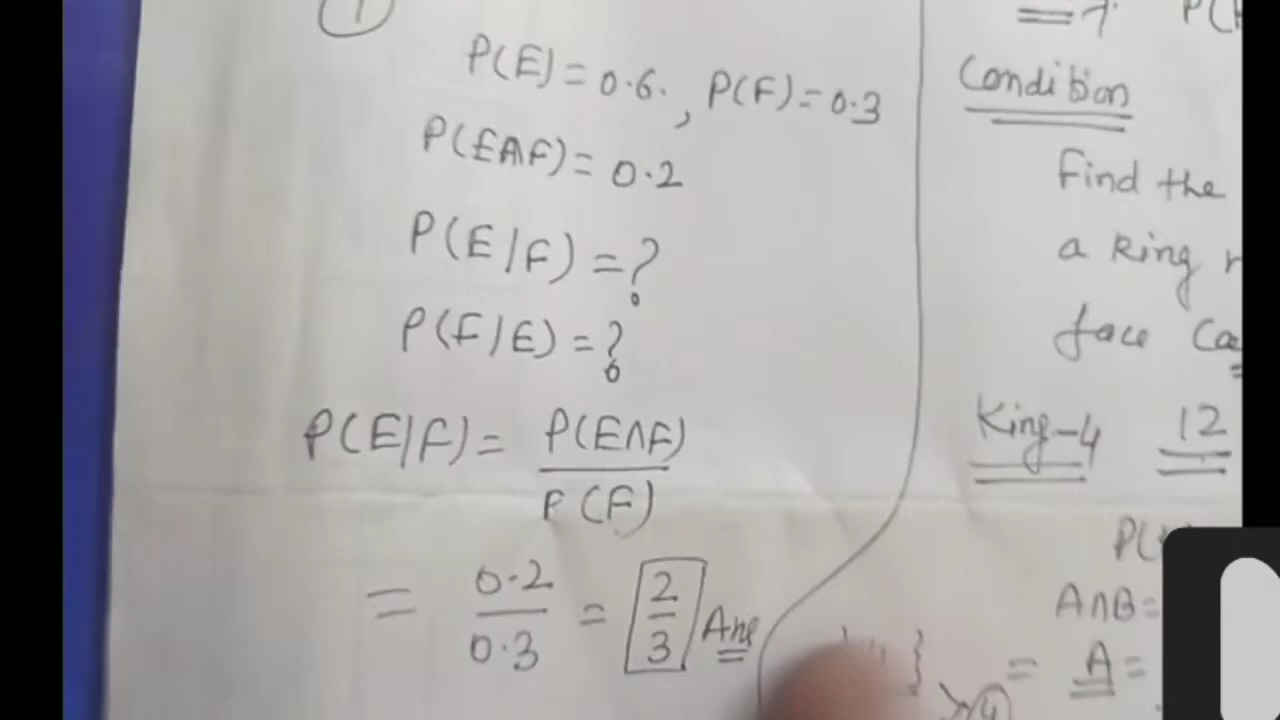 1
P(E) = 0.6. , P(F) = 0.3
P(E∩F) = 0.2
P(E/F) = ?
P(F/E) = ?
P(E/F) = P(E∩F)
P(F)
= 0.2 = 2 Ans
0.3 3
Condition
Find the
a King
face
King-4 12
A∩B =
= A =
4